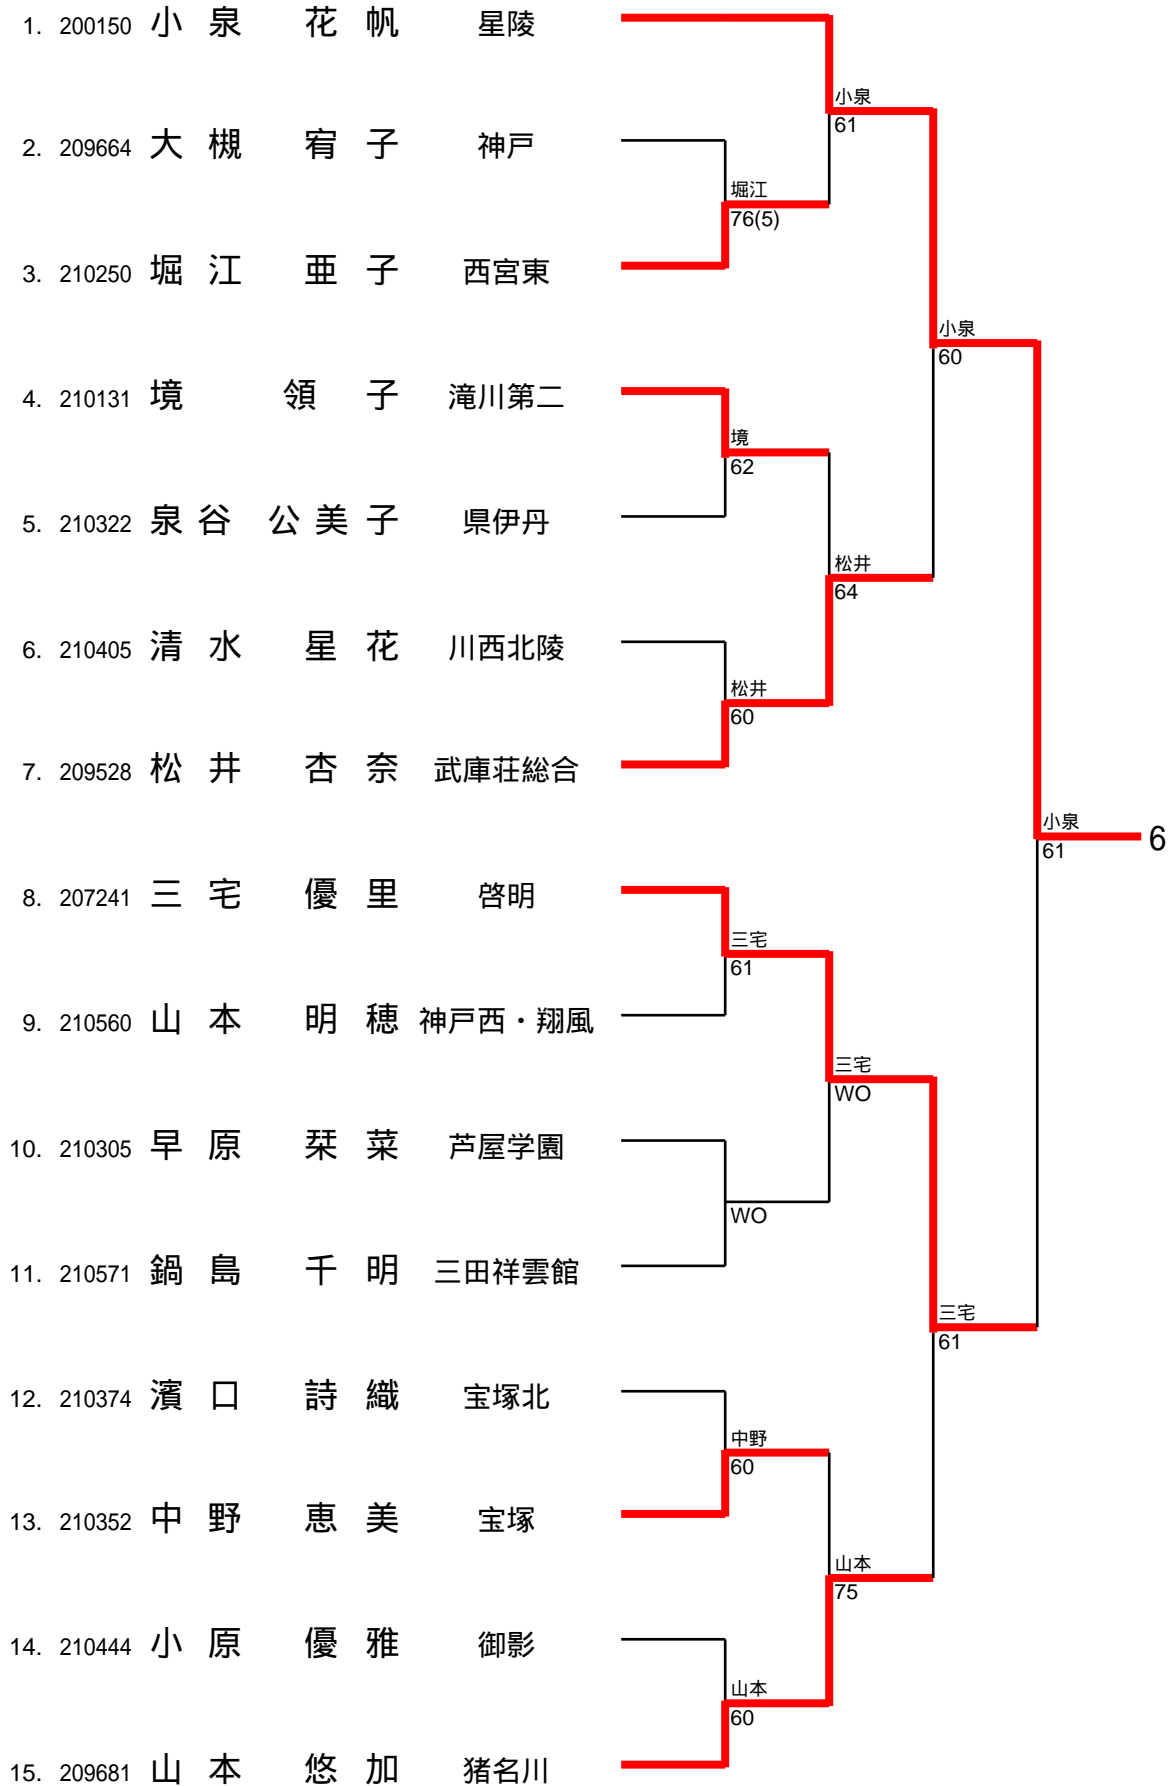 1. 200150 小泉 花帆 星陵
小泉
61
2. 209664 大槻 宥子 神戸
堀江
76(5)
3. 210250 堀江 亜子 西宮東
小泉
60
4. 210131 境 領子 滝川第二
境
62
5. 210322 泉谷 公美子 県伊丹
松井
64
6. 210405 清水 星花 川西北陵
松井
60
7. 209528 松井 杏奈 武庫荘総合
小泉
61
6
8. 207241 三宅 優里 啓明
三宅
61
9. 210560 山本 明穂 神戸西・翔風
三宅
WO
10. 210305 早原 栞菜 芦屋学園
WO
11. 210571 鍋島 千明 三田祥雲館
三宅
61
12. 210374 濱口 詩織 宝塚北
中野
60
13. 210352 中野 恵美 宝塚
山本
75
14. 210444 小原 優雅 御影
山本
60
15. 209681 山本 悠加 猪名川